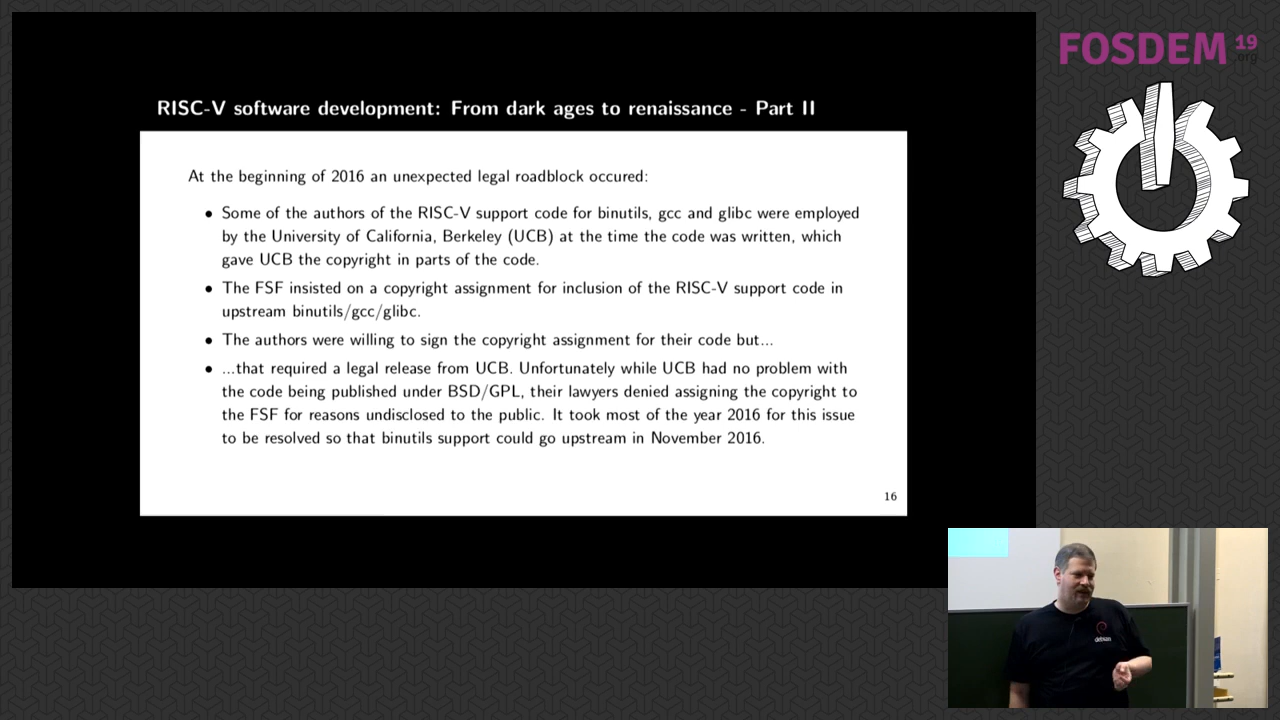 FOSDEM 19
.org
RISC-V software development: From dark ages to renaissance - Part II
At the beginning of 2016 an unexpected legal roadblock occured:
• Some of the authors of the RISC-V support code for binutils, gcc and glibc were employed
by the University of California, Berkeley (UCB) at the time the code was written, which
gave UCB the copyright in parts of the code.
• The FSF insisted on a copyright assignment for inclusion of the RISC-V support code in
upstream binutils/gcc/glibc.
• The authors were willing to sign the copyright assignment for their code but...
• ...that required a legal release from UCB. Unfortunately while UCB had no problem with
the code being published under BSD/GPL, their lawyers denied assigning the copyright to
the FSF for reasons undisclosed to the public. It took most of the year 2016 for this issue
to be resolved so that binutils support could go upstream in November 2016.
16
debian